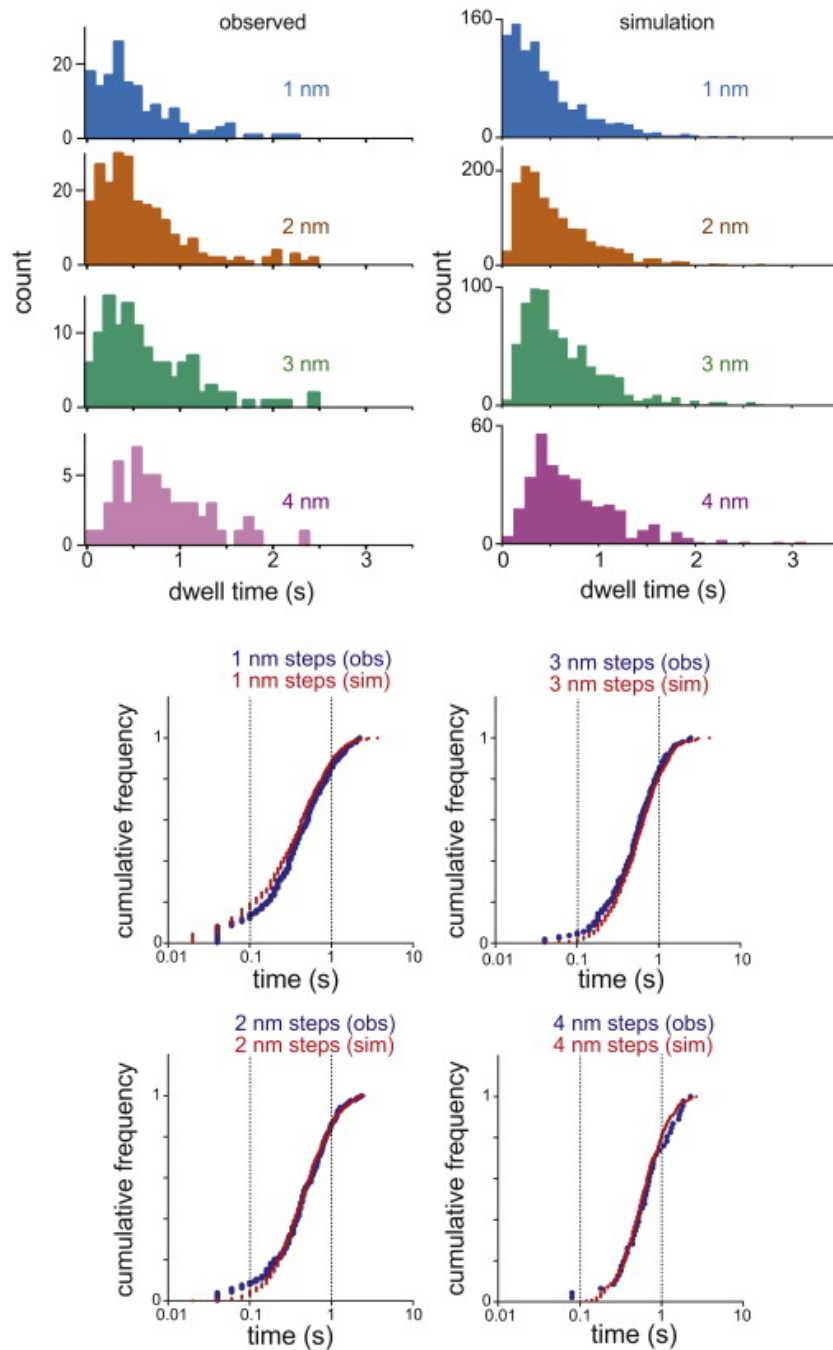 observed
20
0
1 nm
simulation
160
0
1 nm
20
0
2 nm
200
0
2 nm
count
10
0
3 nm
count
100
0
3 nm
5
0
4 nm
0 1 2 3
dwell time (s)
60
0
4 nm
0 1 2 3
dwell time (s)
1 nm steps (obs)
1 nm steps (sim)
cumulative frequency
1
0
0.01 0.1 1 10
time (s)
3 nm steps (obs)
3 nm steps (sim)
cumulative frequency
1
0
0.01 0.1 1 10
time (s)
2 nm steps (obs)
2 nm steps (sim)
cumulative frequency
1
0
0.01 0.1 1 10
time (s)
4 nm steps (obs)
4 nm steps (sim)
cumulative frequency
1
0.01 0.1 1 10
time (s)